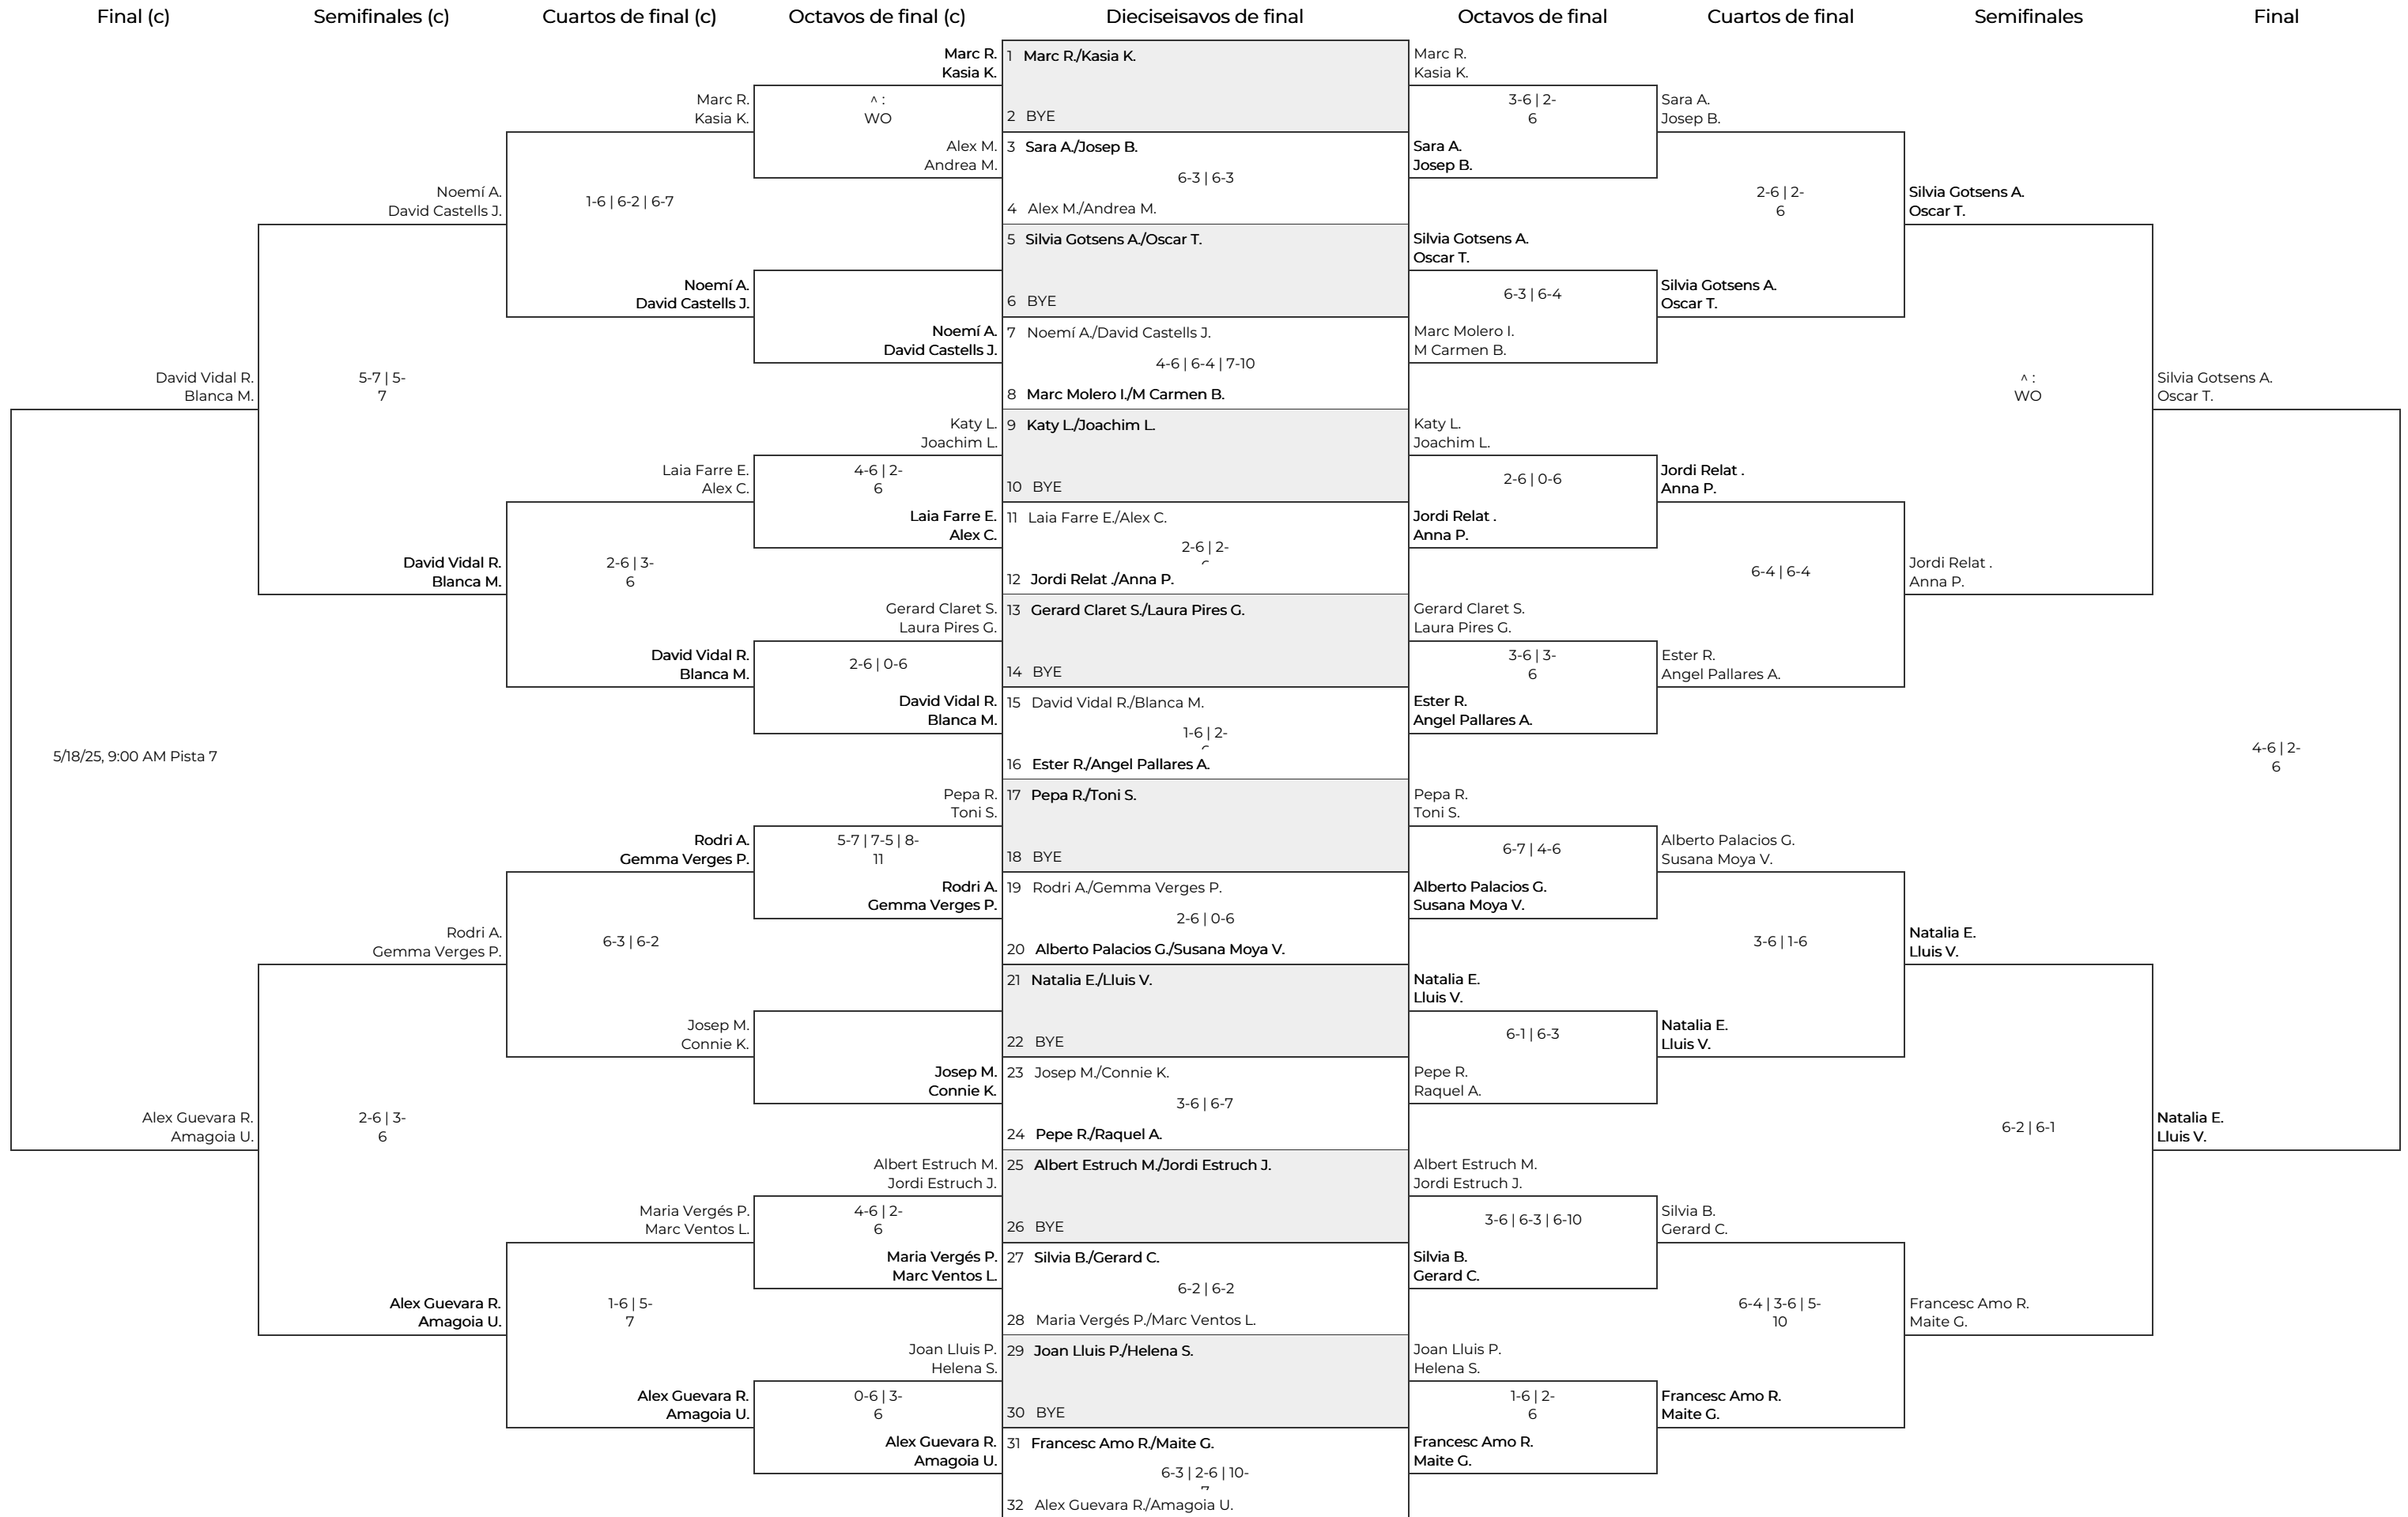 Final (c)
Semifinales (c)
Cuartos de final (c)
Octavos de final (c)
Dieciseisavos de final
Octavos de final
Cuartos de final
Semifinales
Final
David Vidal R.
Blanca M.
5/18/25, 9:00 AM Pista 7
Alex Guevara R.
Amagoia U.
Noemí A.
David Castells J.
5-7 | 5-
7
David Vidal R.
Blanca M.
Rodri A.
Gemma Verges P.
2-6 | 3-
6
Alex Guevara R.
Amagoia U.
Marc R.
Kasia K.
1-6 | 6-2 | 6-7
Noemí A.
David Castells J.
Laia Farre E.
Alex C.
2-6 | 3-
6
David Vidal R.
Blanca M.
Rodri A.
Gemma Verges P.
6-3 | 6-2
Josep M.
Connie K.
Maria Vergés P.
Marc Ventos L.
1-6 | 5-
7
Alex Guevara R.
Amagoia U.
Marc R.
Kasia K.
^ :
WO
Alex M.
Andrea M.
Noemí A.
David Castells J.
Katy L.
Joachim L.
4-6 | 2-
6
Laia Farre E.
Alex C.
Gerard Claret S.
Laura Pires G.
2-6 | 0-6
David Vidal R.
Blanca M.
Pepa R.
Toni S.
5-7 | 7-5 | 8-
11
Rodri A.
Gemma Verges P.
Josep M.
Connie K.
Albert Estruch M.
Jordi Estruch J.
4-6 | 2-
6
Maria Vergés P.
Marc Ventos L.
Joan Lluis P.
Helena S.
0-6 | 3-
6
Alex Guevara R.
Amagoia U.
1 Marc R./Kasia K.
2 BYE
3 Sara A./Josep B.
6-3 | 6-3
4 Alex M./Andrea M.
5 Silvia Gotsens A./Oscar T.
6 BYE
7 Noemí A./David Castells J.
4-6 | 6-4 | 7-10
8 Marc Molero I./M Carmen B.
9 Katy L./Joachim L.
10 BYE
11 Laia Farre E./Alex C.
2-6 | 2-
12 Jordi Relat ./Anna P.
13 Gerard Claret S./Laura Pires G.
14 BYE
15 David Vidal R./Blanca M.
1-6 | 2-
16 Ester R./Angel Pallares A.
17 Pepa R./Toni S.
18 BYE
19 Rodri A./Gemma Verges P.
2-6 | 0-6
20 Alberto Palacios G./Susana Moya V.
21 Natalia E./Lluis V.
22 BYE
23 Josep M./Connie K.
3-6 | 6-7
24 Pepe R./Raquel A.
25 Albert Estruch M./Jordi Estruch J.
26 BYE
27 Silvia B./Gerard C.
6-2 | 6-2
28 Maria Vergés P./Marc Ventos L.
29 Joan Lluis P./Helena S.
30 BYE
31 Francesc Amo R./Maite G.
6-3 | 2-6 | 10-
32 Alex Guevara R./Amagoia U.
Marc R.
Kasia K.
3-6 | 2-
6
Sara A.
Josep B.
Silvia Gotsens A.
Oscar T.
6-3 | 6-4
Marc Molero I.
M Carmen B.
Katy L.
Joachim L.
2-6 | 0-6
Jordi Relat .
Anna P.
Gerard Claret S.
Laura Pires G.
3-6 | 3-
6
Ester R.
Angel Pallares A.
Pepa R.
Toni S.
6-7 | 4-6
Alberto Palacios G.
Susana Moya V.
Natalia E.
Lluis V.
6-1 | 6-3
Pepe R.
Raquel A.
Albert Estruch M.
Jordi Estruch J.
3-6 | 6-3 | 6-10
Silvia B.
Gerard C.
Joan Lluis P.
Helena S.
1-6 | 2-
6
Francesc Amo R.
Maite G.
Sara A.
Josep B.
2-6 | 2-
6
Silvia Gotsens A.
Oscar T.
Jordi Relat .
Anna P.
6-4 | 6-4
Ester R.
Angel Pallares A.
Alberto Palacios G.
Susana Moya V.
3-6 | 1-6
Natalia E.
Lluis V.
Silvia B.
Gerard C.
6-4 | 3-6 | 5-
10
Francesc Amo R.
Maite G.
Silvia Gotsens A.
Oscar T.
^ :
WO
Jordi Relat .
Anna P.
Natalia E.
Lluis V.
6-2 | 6-1
Francesc Amo R.
Maite G.
Silvia Gotsens A.
Oscar T.
4-6 | 2-
6
Natalia E.
Lluis V.